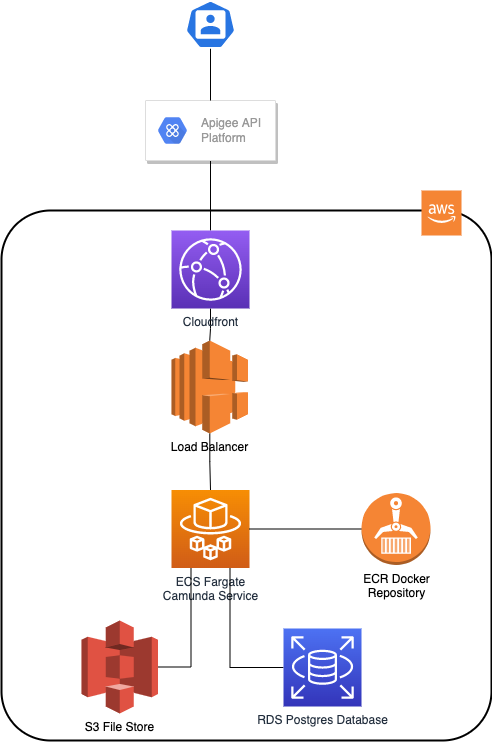 Apigee API
Platform
aws
Cloudfront
Load Balancer
ECS Fargate
Camunda Service
ECR Docker
Repository
S3 File Store
RDS Postgres Database